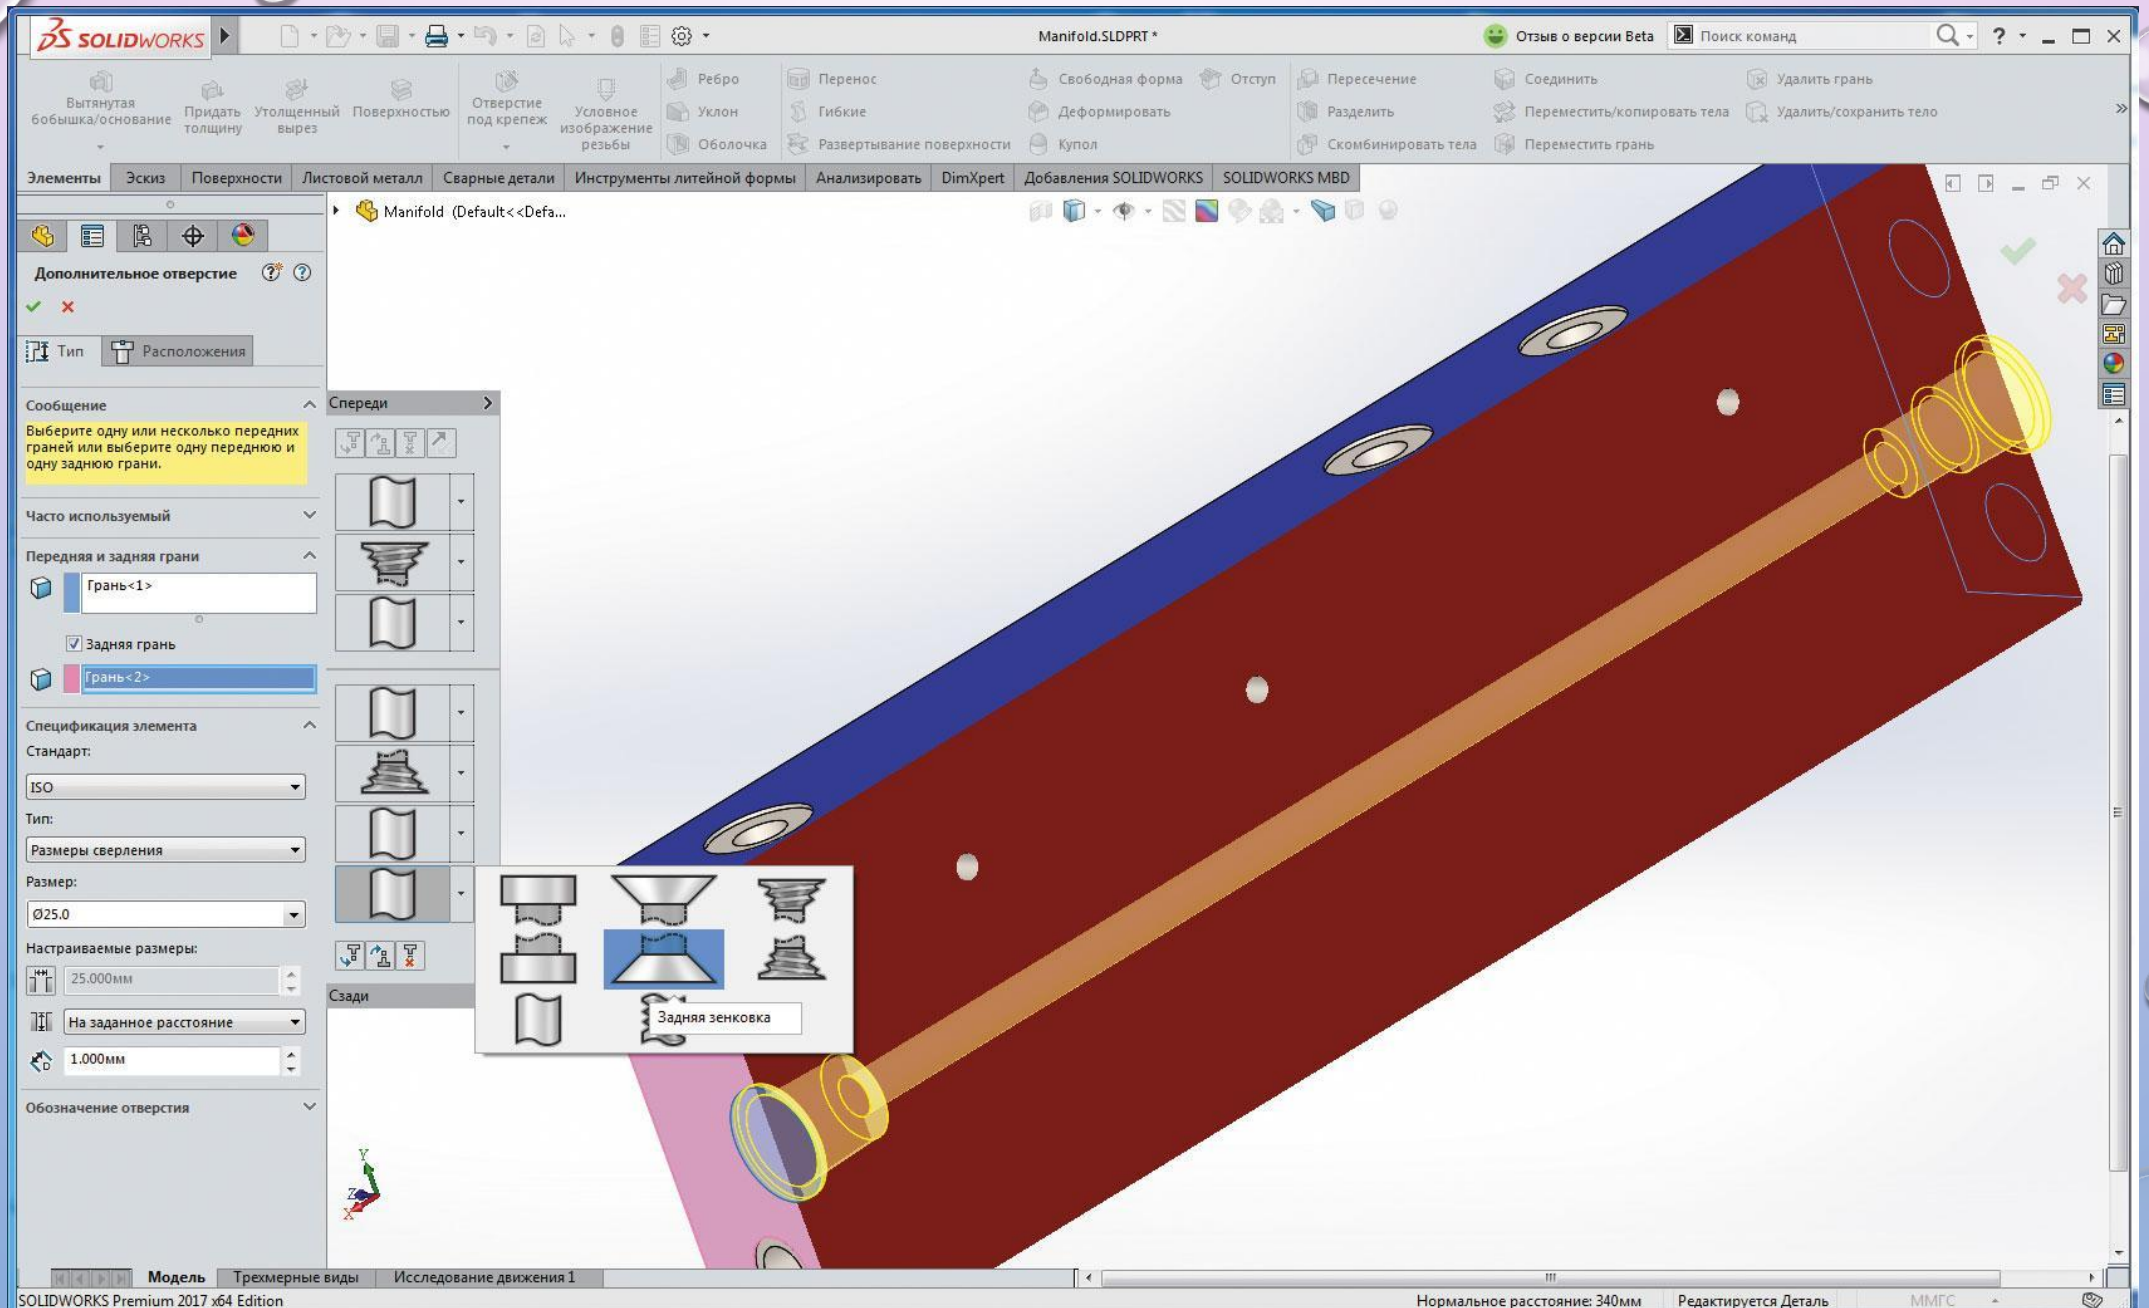 SOLIDWORKS
Manifold.SLDPRT *
Отзыв о версии Beta
Поиск команд
Вытянутая
бобышка/основание
Придать
толщину
Утолщенный
вырез
Поверхностью
Отверстие
под крепеж
Условное
изображение
резьбы
Ребро
Уклон
Оболочка
Перенос
Гибкие
Развертывание поверхности
Свободная форма
Отступ
Деформировать
Купол
Пересечение
Разделить
Скомбинировать тела
Соединить
Переместить/копировать тела
Переместить грань
Удалить грань
Удалить/сохранить тело
Элементы
Эскиз
Поверхности
Листовой металл
Сварные детали
Инструменты литейной формы
Анализировать
DimXpert
Добавления SOLIDWORKS
SOLIDWORKS MBD
Manifold (Default<<Defa...
Дополнительное отверстие
Тип
Расположения
Сообщение
Выберите одну или несколько передних
граней или выберите одну переднюю и
одну заднюю грани.
Часто используемый
Передняя и задняя грани
Грань<1>
Задняя грань
Грань<2>
Спецификация элемента
Стандарт:
ISO
Тип:
Размеры сверления
Размер:
Ø25.0
Настраиваемые размеры:
25.000мм
На заданное расстояние
1.000мм
Обозначение отверстия
Спереди
Сзади
Задняя зенковка
Y
Z
X
Модель
Трехмерные виды
Исследование движения 1
SOLIDWORKS Premium 2017 x64 Edition
Нормальное расстояние: 340мм
Редактируется Деталь
ММГС